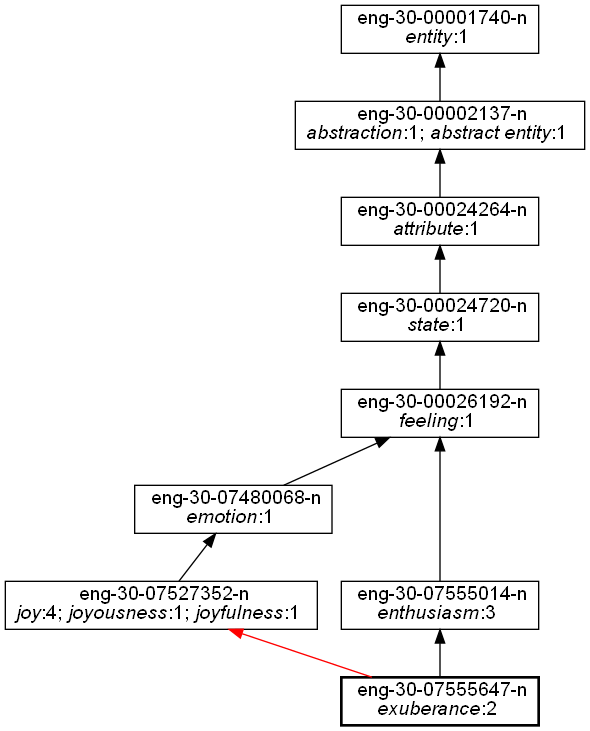 eng-30-00001740-n
entity:1
eng-30-00002137-n
abstraction:1; abstract entity:1
eng-30-00024264-n
attribute:1
eng-30-00024720-n
state:1
eng-30-00026192-n
feeling:1
eng-30-07480068-n
emotion:1
eng-30-07527352-n
joy:4; joyousness:1; joyfulness:1
eng-30-07555014-n
enthusiasm:3
eng-30-07555647-n
exuberance:2